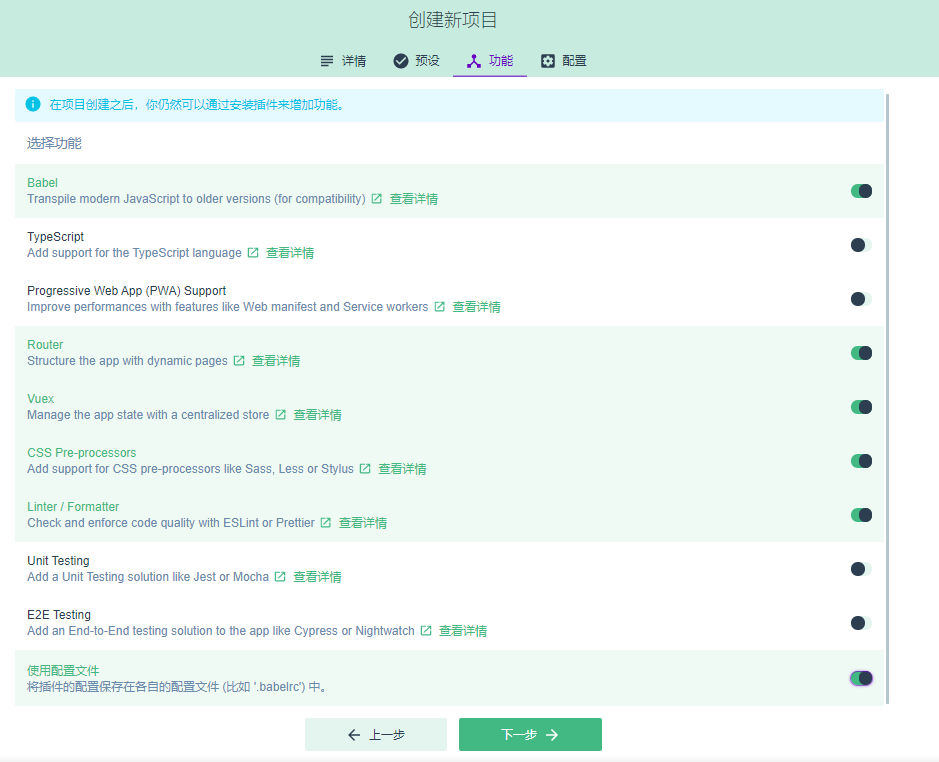 创建新项目
详情 预设 功能 配置
在项目创建之后，你仍然可以通过安装插件来增加功能。
选择功能
Babel
Transpile modern JavaScript to older versions (for compatibility) 查看详情
TypeScript
Add support for the TypeScript language 查看详情
Progressive Web App (PWA) Support
Improve performances with features like Web manifest and Service workers 查看详情
Router
Structure the app with dynamic pages 查看详情
Vuex
Manage the app state with a centralized store 查看详情
CSS Pre-processors
Add support for CSS pre-processors like Sass, Less or Stylus 查看详情
Linter / Formatter
Check and enforce code quality with ESLint or Prettier 查看详情
Unit Testing
Add a Unit Testing solution like Jest or Mocha 查看详情
E2E Testing
Add an End-to-End testing solution to the app like Cypress or Nightwatch 查看详情
使用配置文件
将插件的配置保存在各自的配置文件 (比如 '.babelrc') 中。
上一步 下一步